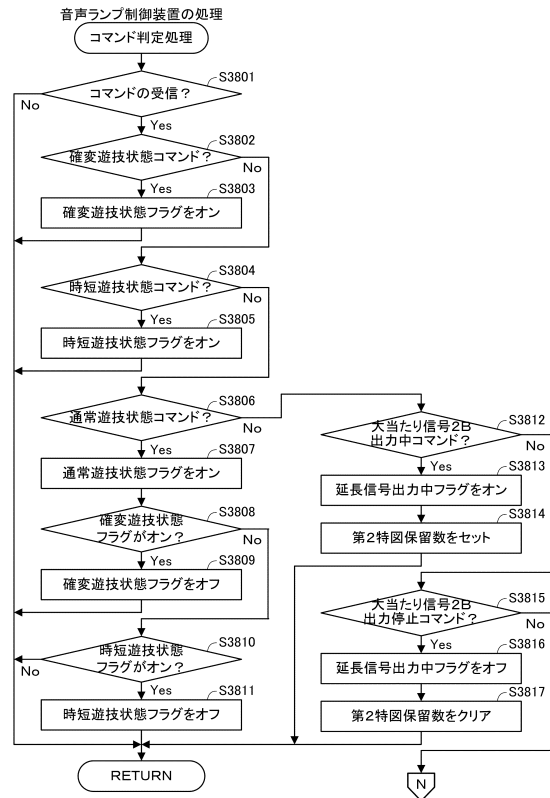 音声ランプ制御装置の処理
コマンド判定処理
S3801
コマンドの受信？
No
Yes
S3802
確変遊技状態コマンド？
Yes
No
S3803
確変遊技状態フラグをオン
S3804
時短遊技状態コマンド？
Yes
No
S3805
時短遊技状態フラグをオン
S3806
通常遊技状態コマンド？
Yes
No
S3807
通常遊技状態フラグをオン
S3808
確変遊技状態
フラグがオン？
Yes
No
S3809
確変遊技状態フラグをオフ
S3810
時短遊技状態
フラグがオン？
No
Yes
S3811
時短遊技状態フラグをオフ
RETURN
S3812
大当たり信号2B
出力中コマンド？
Yes
No
S3813
延長信号出力中フラグをオン
S3814
第2特図保留数をセット
S3815
大当たり信号2B
出力停止コマンド？
Yes
No
S3816
延長信号出力中フラグをオフ
S3817
第2特図保留数をクリア
N